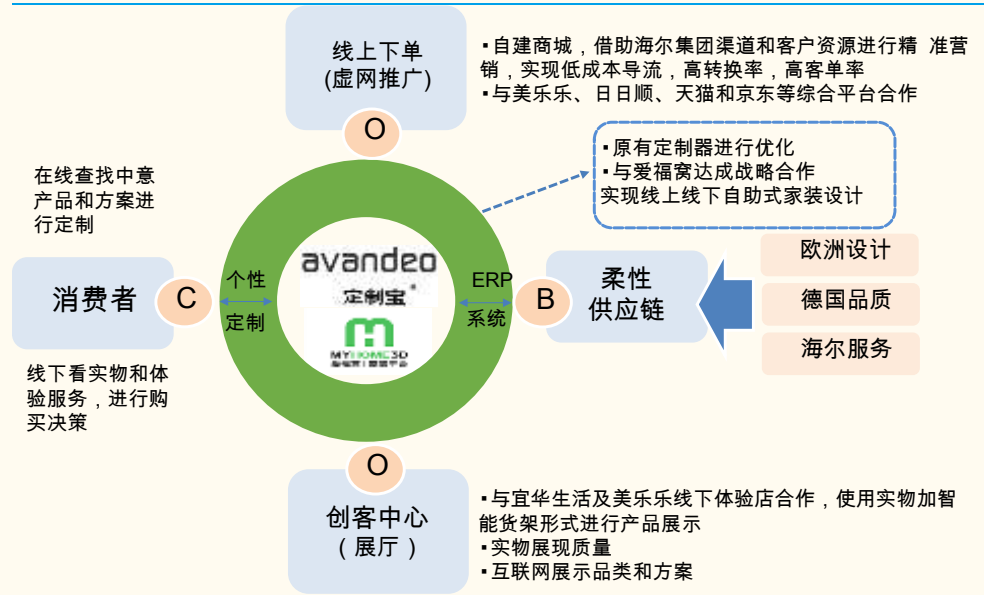 线上下单
(虚网推广)
O
▪自建商城，借助海尔集团渠道和客户资源进行精 准营
销，实现低成本导流，高转换率，高客单率
▪与美乐乐、日日顺、天猫和京东等综合平台合作
▪原有定制器进行优化
▪与爱福窝达成战略合作
实现线上线下自助式家装设计
在线查找中意
产品和方案进
行定制
消费者
C
个性
定制
avandeo
定制宝
MYHOME3D
ERP
系统
B
柔性
供应链
欧洲设计
德国品质
海尔服务
线下看实物和体
验服务，进行购
买决策
O
创客中心
（展厅）
▪与宜华生活及美乐乐线下体验店合作，使用实物加智
能货架形式进行产品展示
▪实物展现质量
▪互联网展示品类和方案